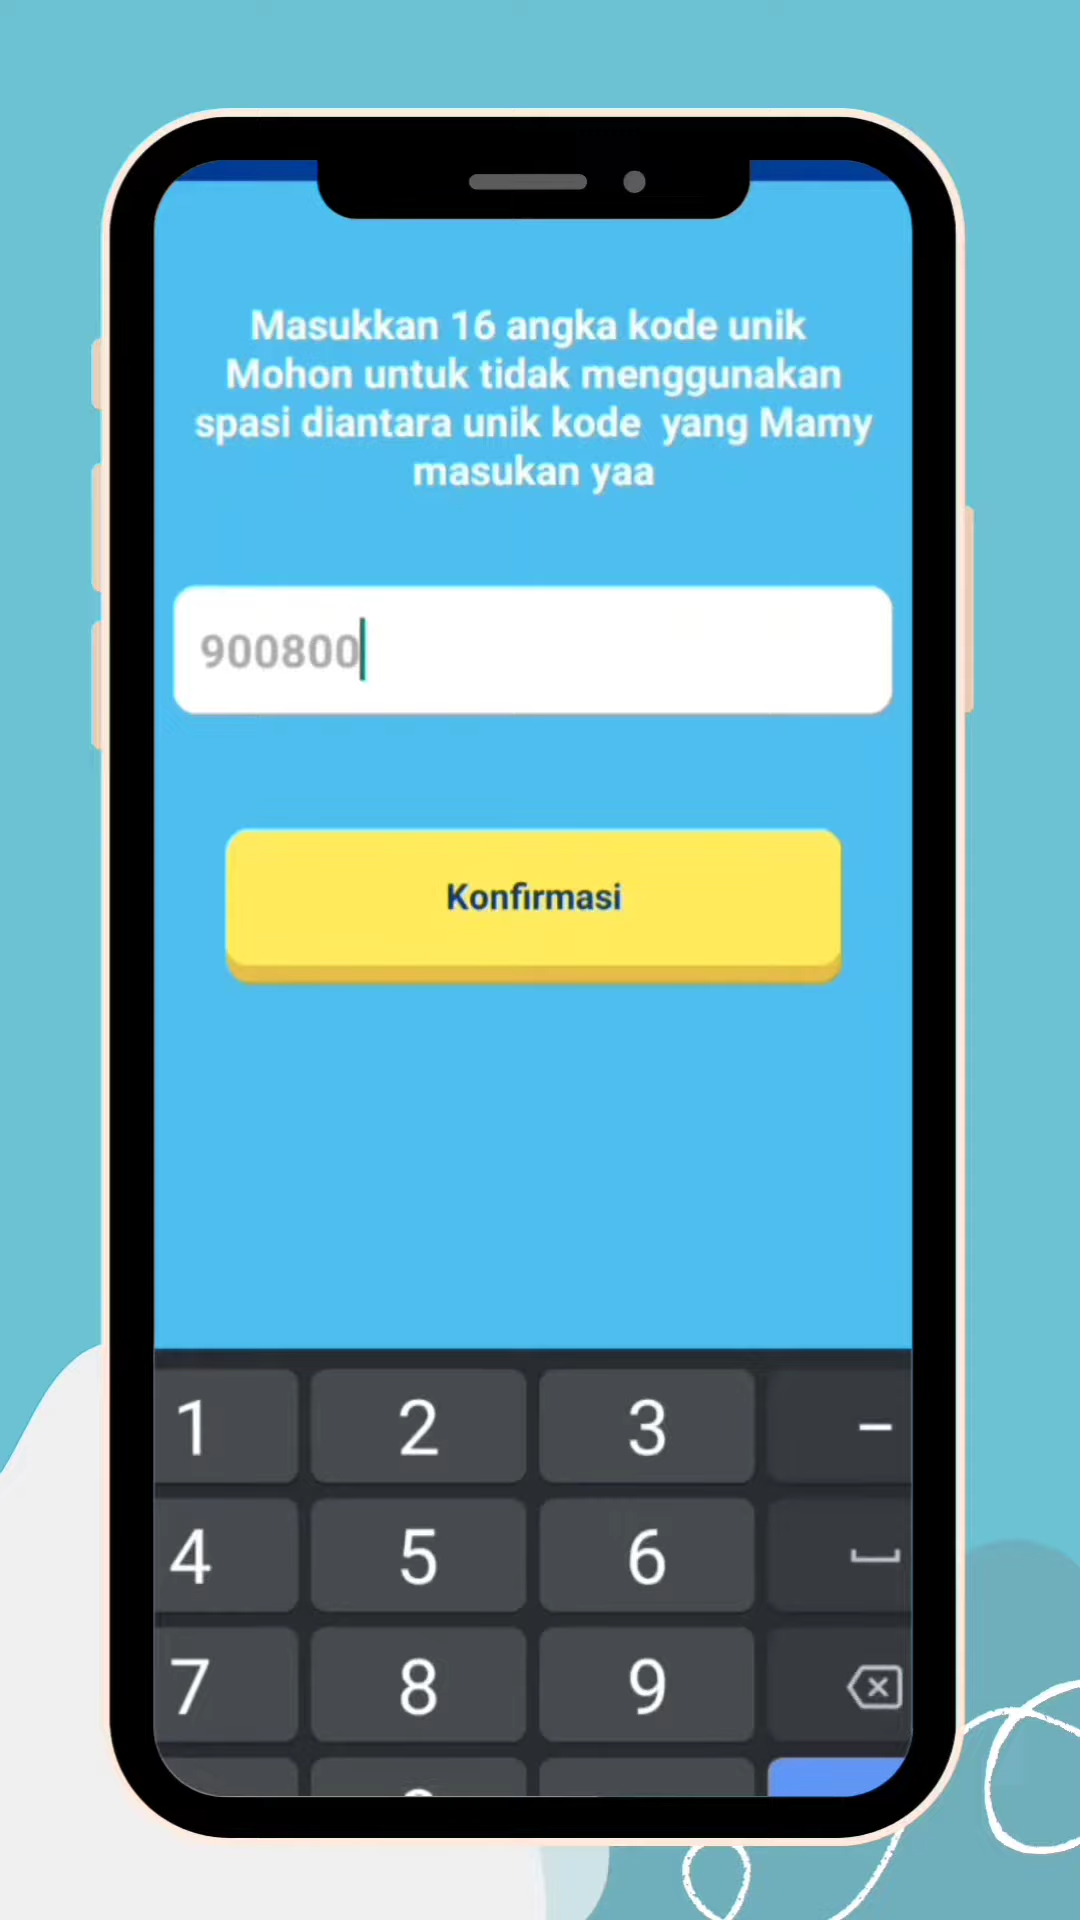 Masukkan 16 angka kode unik
Mohon untuk tidak menggunakan
spasi diantara unik kode  yang Mamy
masukan yaa
900800
Konfirmasi
1 2 3 –
4 5 6
7 8 9